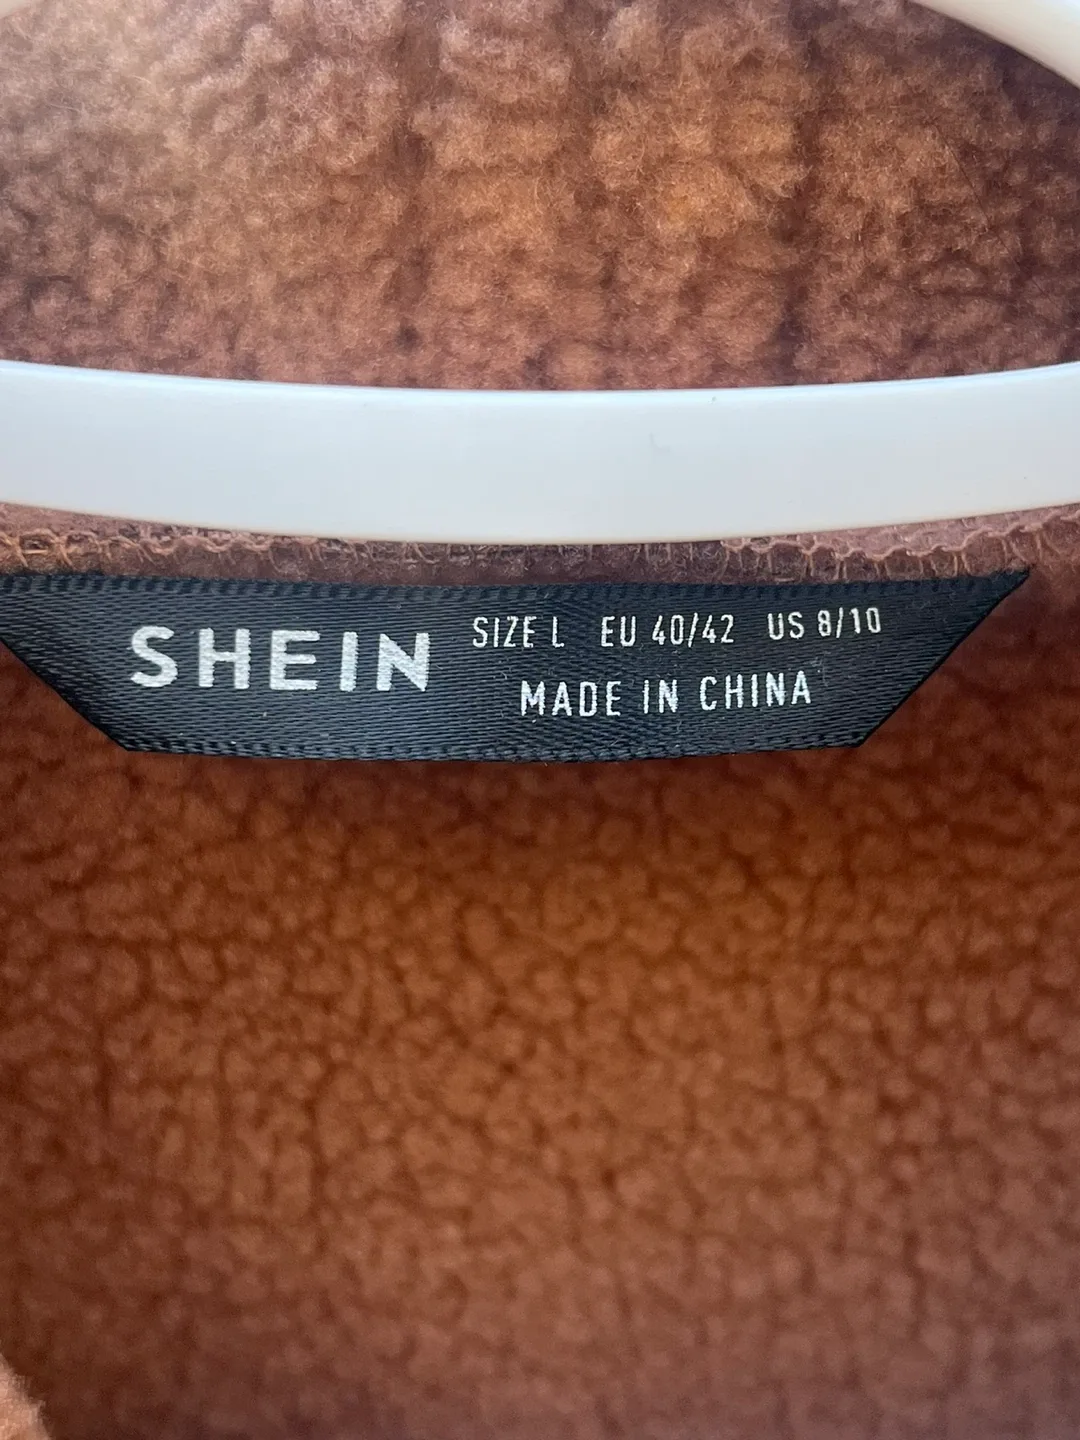 SHEIN
SIZE L EU 40/42 US 8/10
MADE IN CHINA